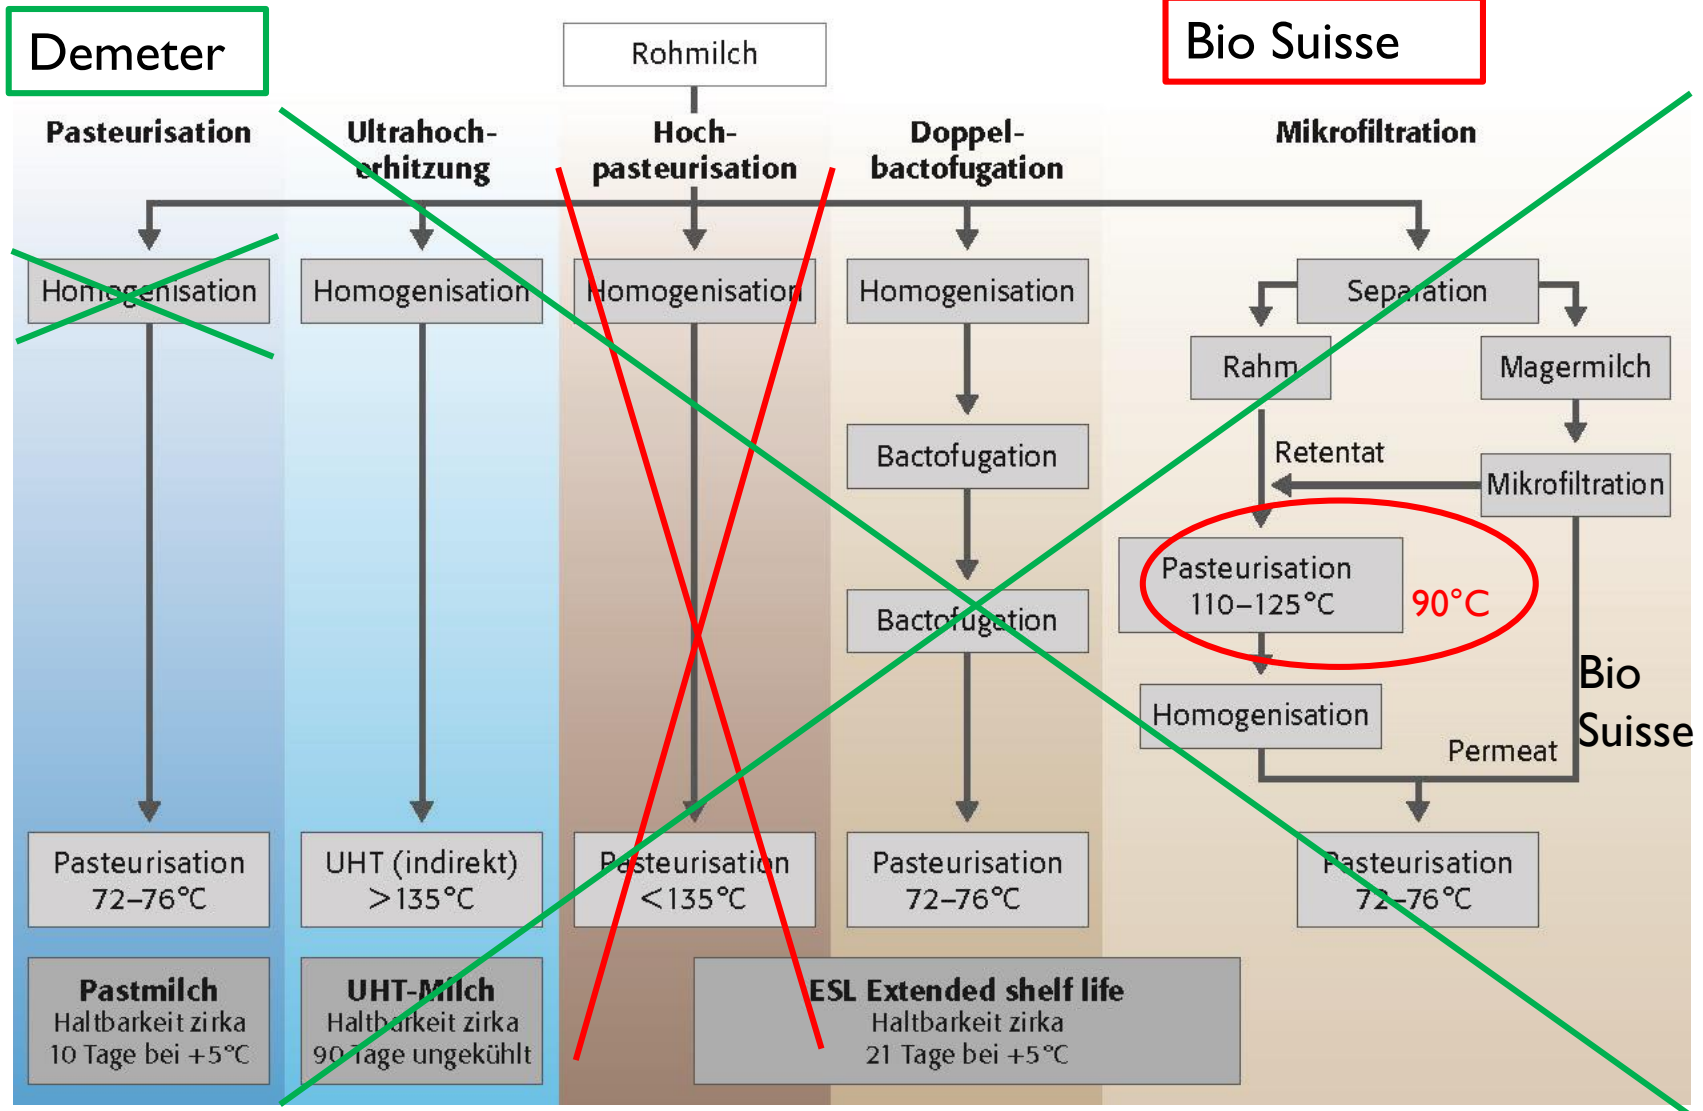 Demeter
Bio Suisse
Rohmilch
Pasteurisation
Ultrahoch-
erhitzung
Hoch-
pasteurisation
Doppel-
bactofugation
Mikrofiltration
Homogenisation
Homogenisation
Homogenisation
Homogenisation
Separation
Rahm
Magermilch
Bactofugation
Retentat
Mikrofiltration
Pasteurisation
110–125°C
90°C
Bactofugation
Bio
Suisse
Homogenisation
Permeat
Pasteurisation
72–76°C
UHT (indirekt)
>135°C
Pasteurisation
<135°C
Pasteurisation
72–76°C
Pasteurisation
72–76°C
Pastmilch
Haltbarkeit zirka
10 Tage bei +5°C
UHT-Milch
Haltbarkeit zirka
90 Tage ungekühlt
ESL Extended shelf life
Haltbarkeit zirka
21 Tage bei +5°C